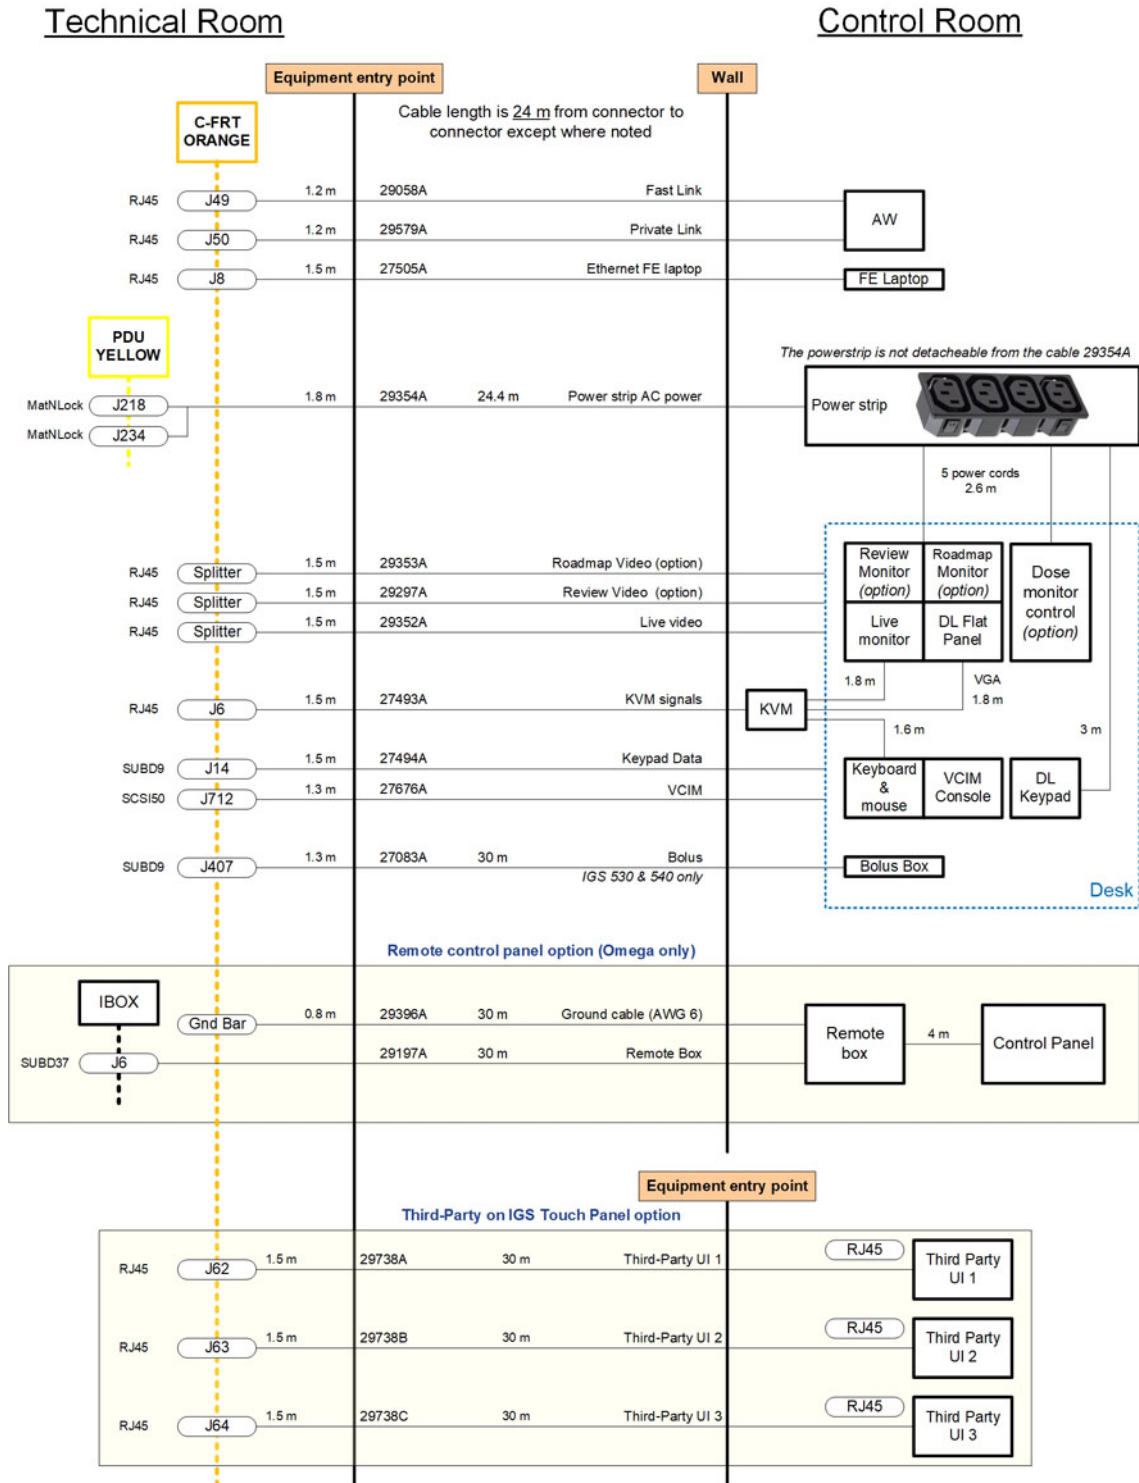 Technical Room
Control Room
Equipment entry point
Wall
Cable length is 24 m from connector to
connector except where noted
C-FRT
ORANGE
RJ45 J49 1.2 m 29058A Fast Link
AW
RJ45 J50 1.2 m 29579A Private Link
RJ45 J8 1.5 m 27505A Ethernet FE laptop FE Laptop
PDU
YELLOW
The powerstrip is not detacheable from the cable 29354A
MatNLock J218 1.8 m 29354A 24.4 m Power strip AC power Power strip
MatNLock J234
5 power cords
2.6 m
RJ45 Splitter 1.5 m 29353A Roadmap Video (option)
RJ45 Splitter 1.5 m 29297A Review Video (option)
RJ45 Splitter 1.5 m 29352A Live video
Review
Monitor
(option)
Roadmap
Monitor
(option)
Dose
monitor
control
(option)
Live
monitor
DL Flat
Panel
1.8 m
VGA
1.8 m
RJ45 J6 1.5 m 27493A KVM signals KVM
1.6 m
3 m
SUBD9 J14 1.5 m 27494A Keypad Data
SCSI50 J712 1.3 m 27676A VCIM
Keyboard
&
mouse
VCIM
Console
DL
Keypad
SUBD9 J407 1.3 m 27083A 30 m Bolus Bolus Box
IGS 530 & 540 only
Desk
Remote control panel option (Omega only)
IBOX
Gnd Bar 0.8 m 29396A 30 m Ground cable (AWG 6)
SUBD37 J6 29197A 30 m Remote Box
Remote
box
4 m
Control Panel
Equipment entry point
Third-Party on IGS Touch Panel option
RJ45 J62 1.5 m 29738A 30 m Third-Party UI 1 RJ45
Third Party
UI 1
RJ45 J63 1.5 m 29738B 30 m Third-Party UI 2 RJ45
Third Party
UI 2
RJ45 J64 1.5 m 29738C 30 m Third-Party UI 3 RJ45
Third Party
UI 3